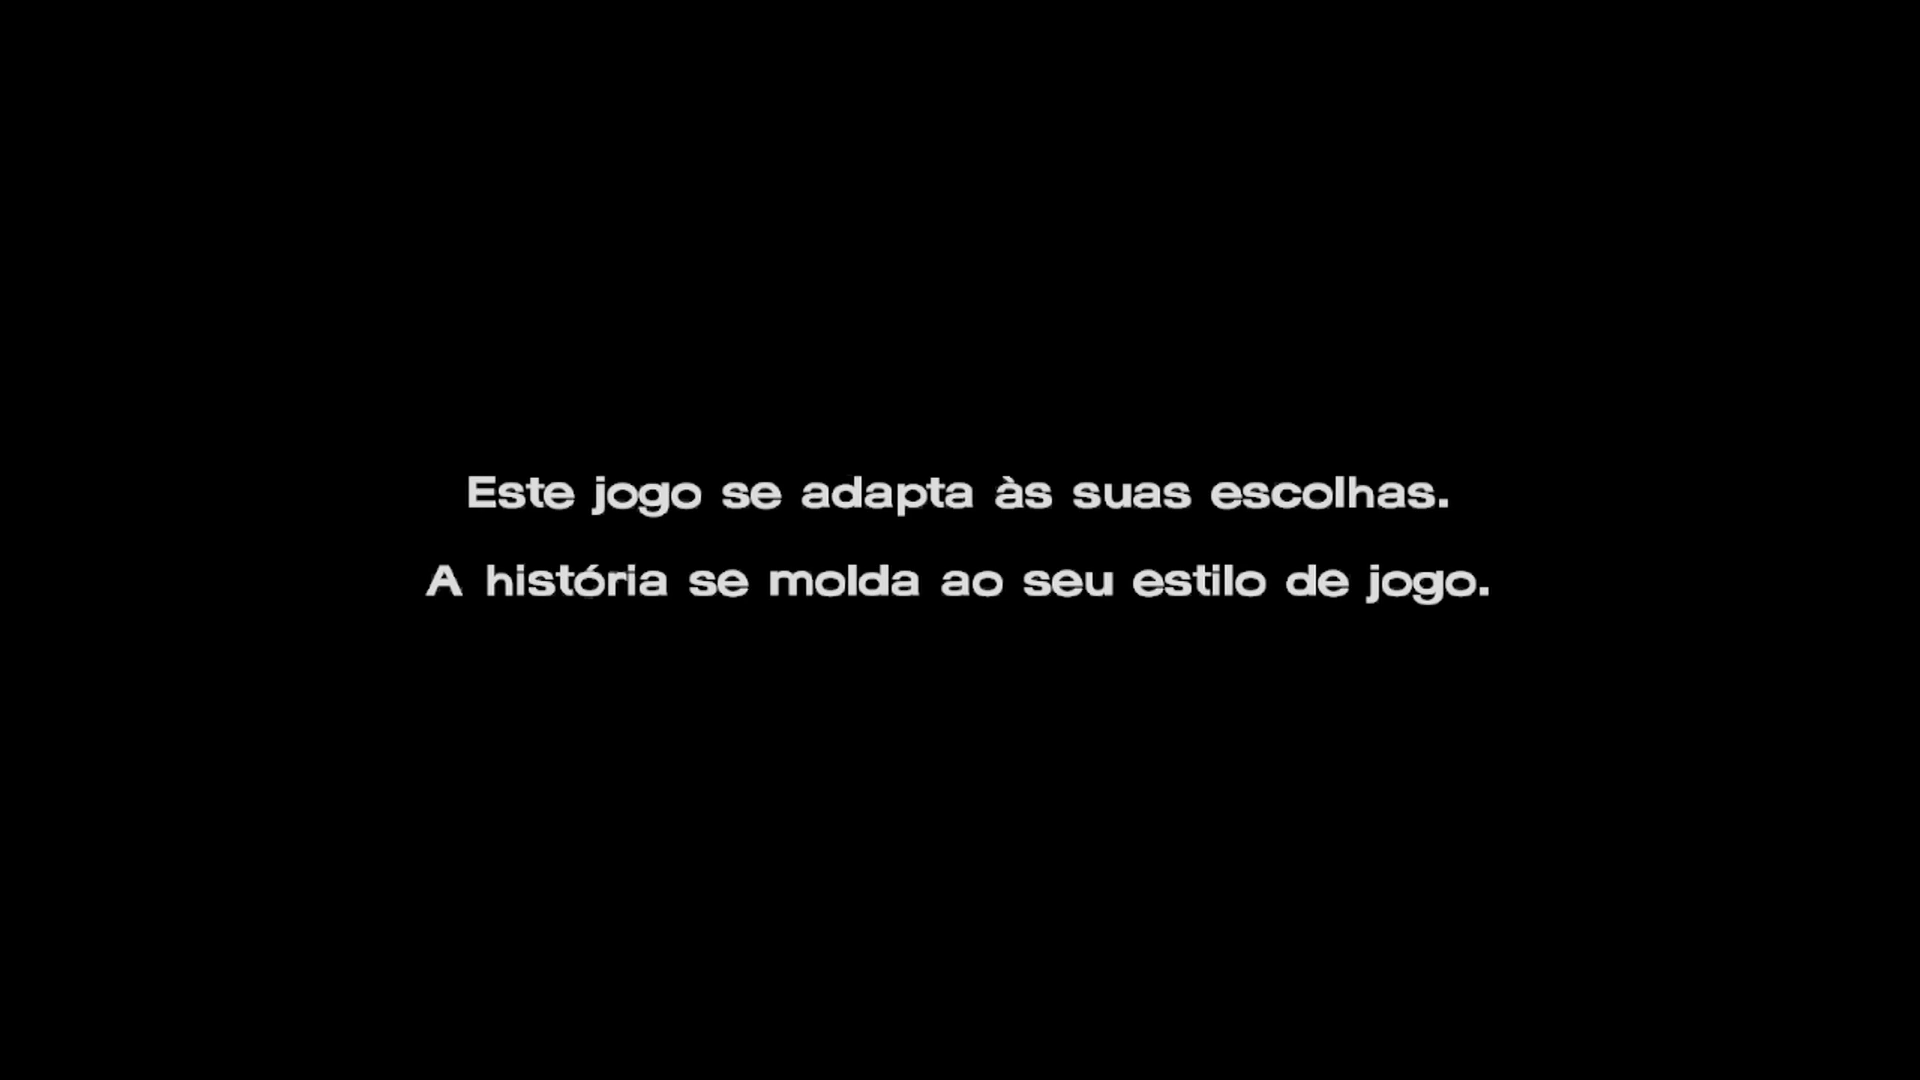 Este jogo se adapta às suas escolhas.
A história se molda ao seu estilo de jogo.